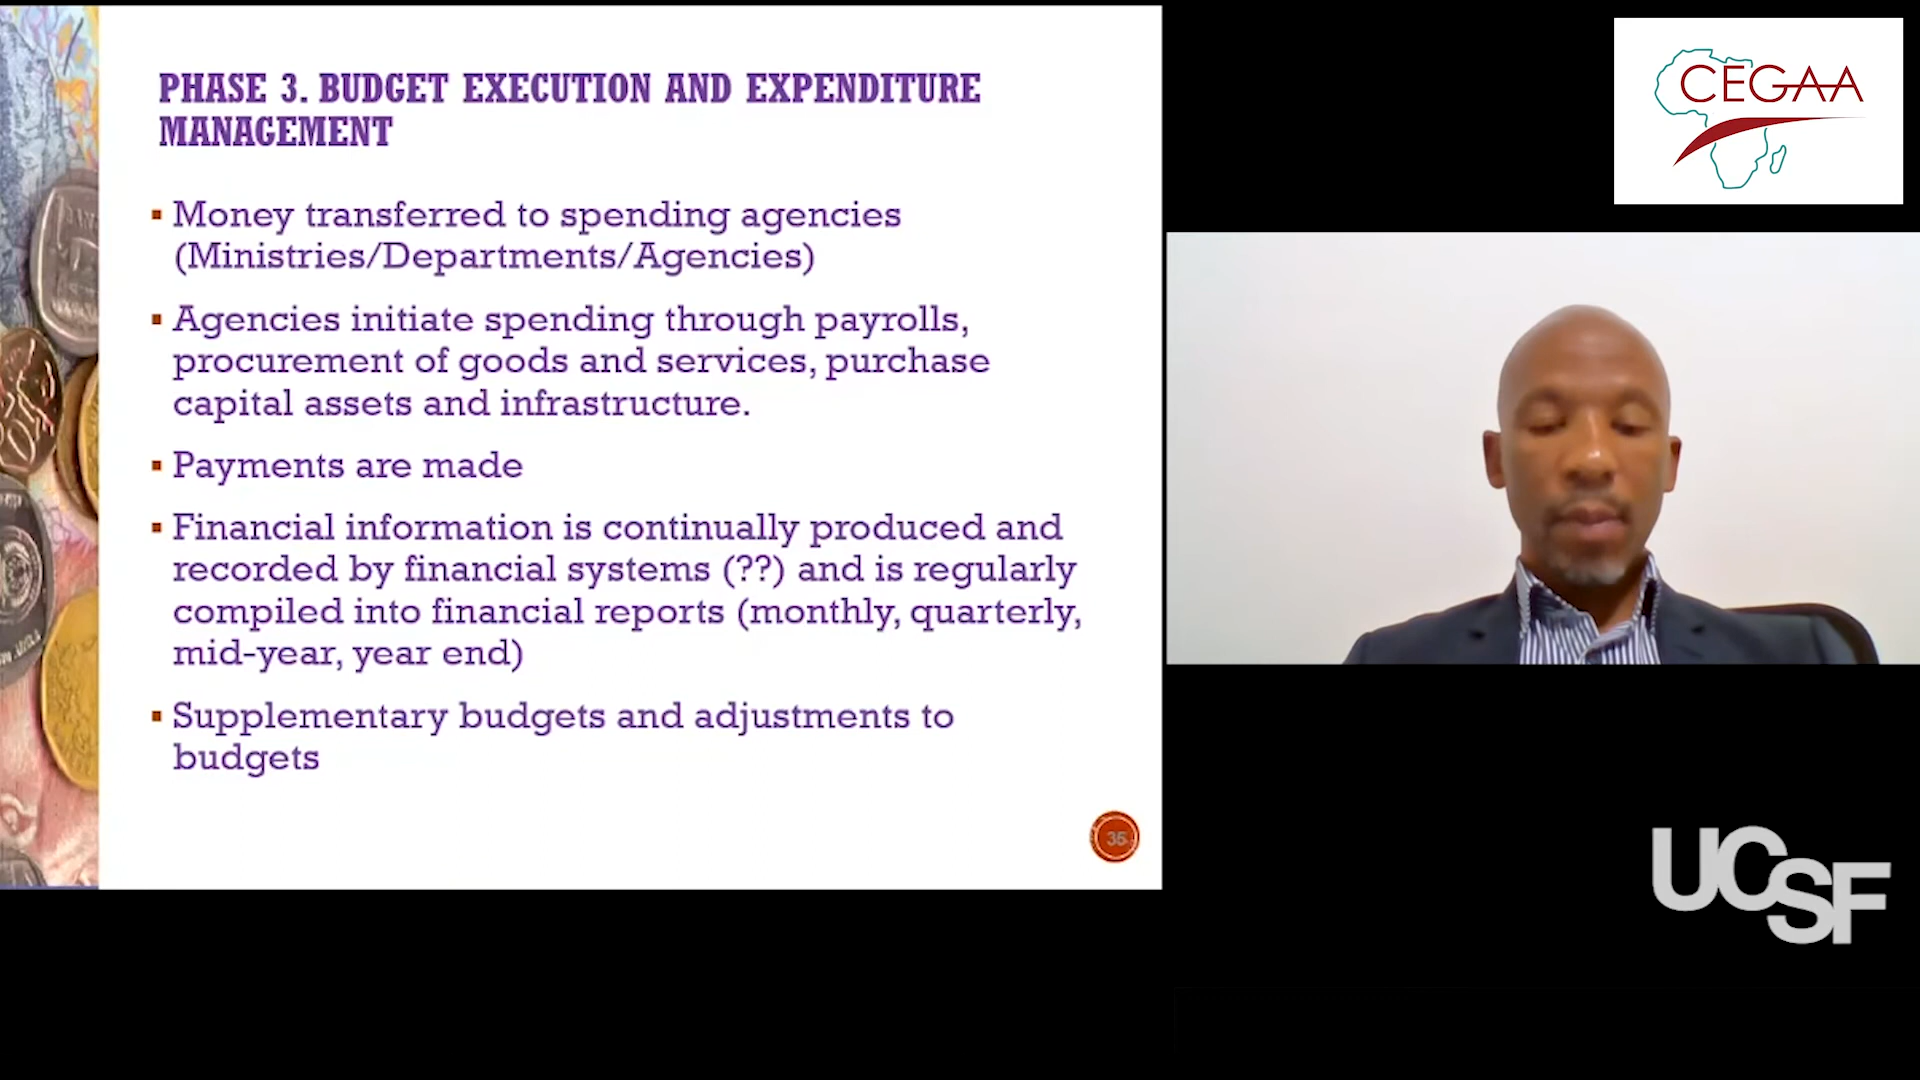 PHASE 3. BUDGET EXECUTION AND EXPENDITURE
MANAGEMENT
Money transferred to spending agencies
(Ministries/Departments/Agencies)
Agencies initiate spending through payrolls,
procurement of goods and services, purchase
capital assets and infrastructure.
Payments are made
Financial information is continually produced and
recorded by financial systems (??) and is regularly
compiled into financial reports (monthly, quarterly,
mid-year, year end)
Supplementary budgets and adjustments to
budgets
35
CEGAA
UCSF